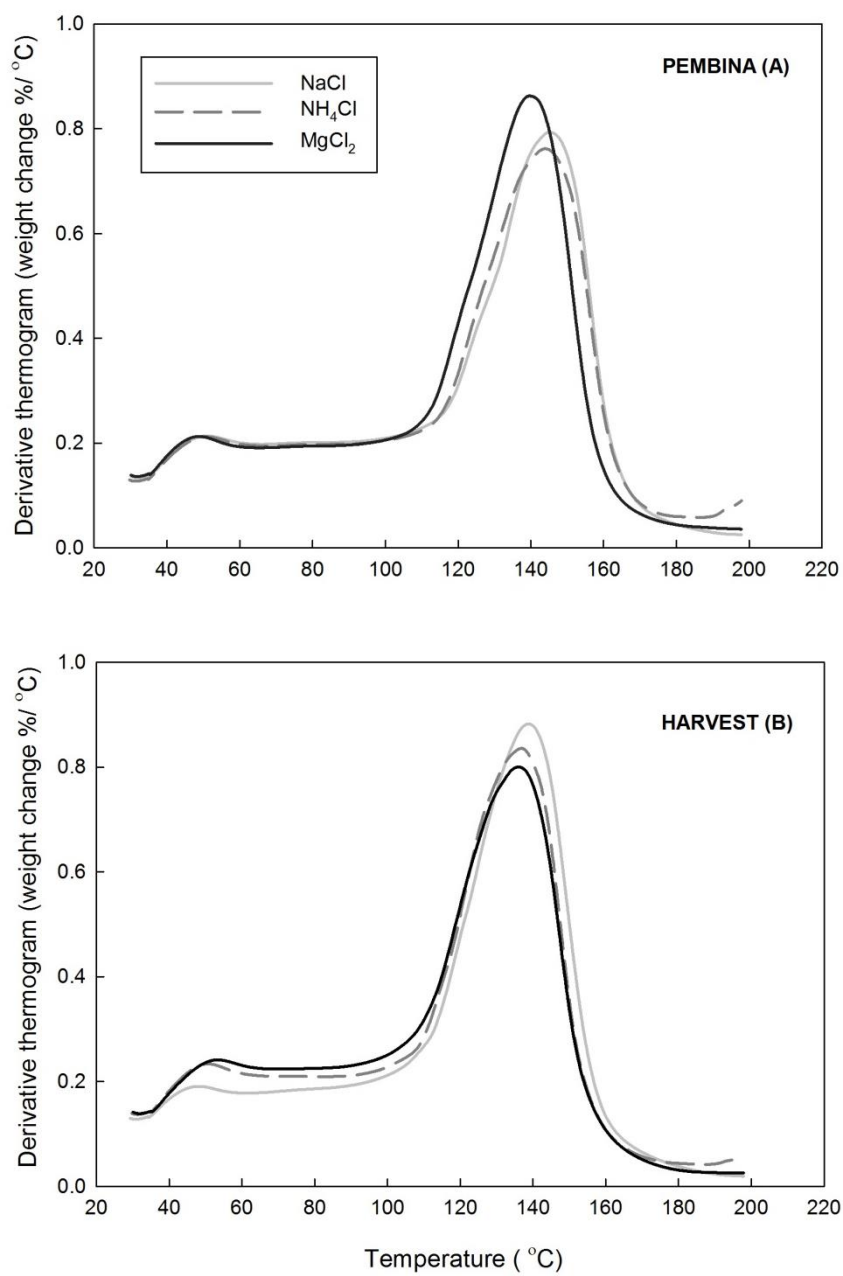 Derivative thermogram (weight change %/ °C)
1.0
0.8
0.6
0.4
0.2
0.0
PEMBINA (A)
NaCl
NH₄Cl
MgCl₂
20 40 60 80 100 120 140 160 180 200 220
Derivative thermogram (weight change %/ °C)
1.0
0.8
0.6
0.4
0.2
0.0
HARVEST (B)
20 40 60 80 100 120 140 160 180 200 220
Temperature ( °C)